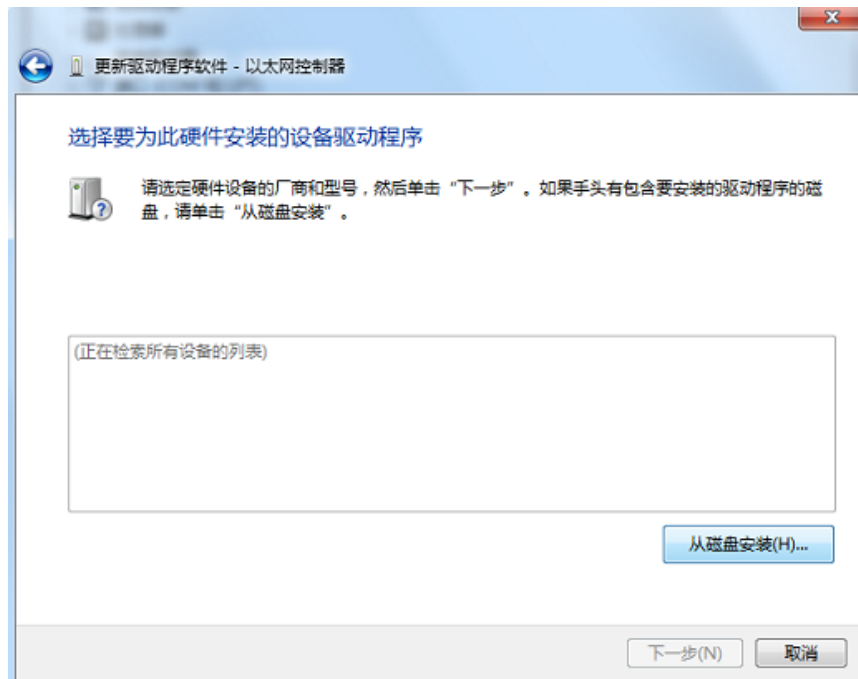 更新驱动程序软件 - 以太网控制器
选择要为此硬件安装的设备驱动程序
请选定硬件设备的厂商和型号，然后单击“下一步”。如果手头有包含要安装的驱动程序的磁
盘，请单击“从磁盘安装”。
(正在检索所有设备的列表)
从磁盘安装(H)...
下一步(N)
取消